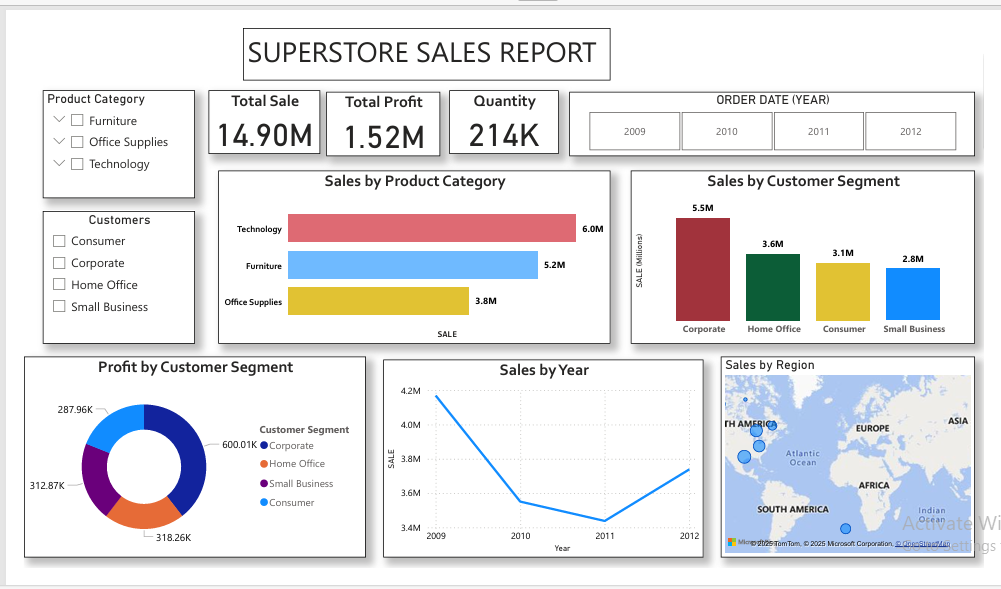 SUPERSTORE SALES REPORT
Product Category
Furniture
Office Supplies
Technology
Total Sale
14.90M
Total Profit
1.52M
Quantity
214K
ORDER DATE (YEAR)
2009 2010 2011 2012
Customers
Consumer
Corporate
Home Office
Small Business
Sales by Product Category
Technology 6.0M
Furniture 5.2M
Office Supplies 3.8M
SALE
Sales by Customer Segment
SALE (Millions)
5.5M 3.6M 3.1M 2.8M
Corporate Home Office Consumer Small Business
Profit by Customer Segment
287.96K
600.01K
312.87K
318.26K
Customer Segment
Corporate
Home Office
Small Business
Consumer
Sales by Year
SALE
4.2M
4.0M
3.8M
3.6M
3.4M
2009 2010 2011 2012
Year
Sales by Region
TH AMERICA
EUROPE
ASIA
Atlantic
Ocean
AFRICA
SOUTH AMERICA
Indian
Ocean
Activate Wi
© 2025 TomTom, © 2025 Microsoft Corporation, © OpenStreetMap